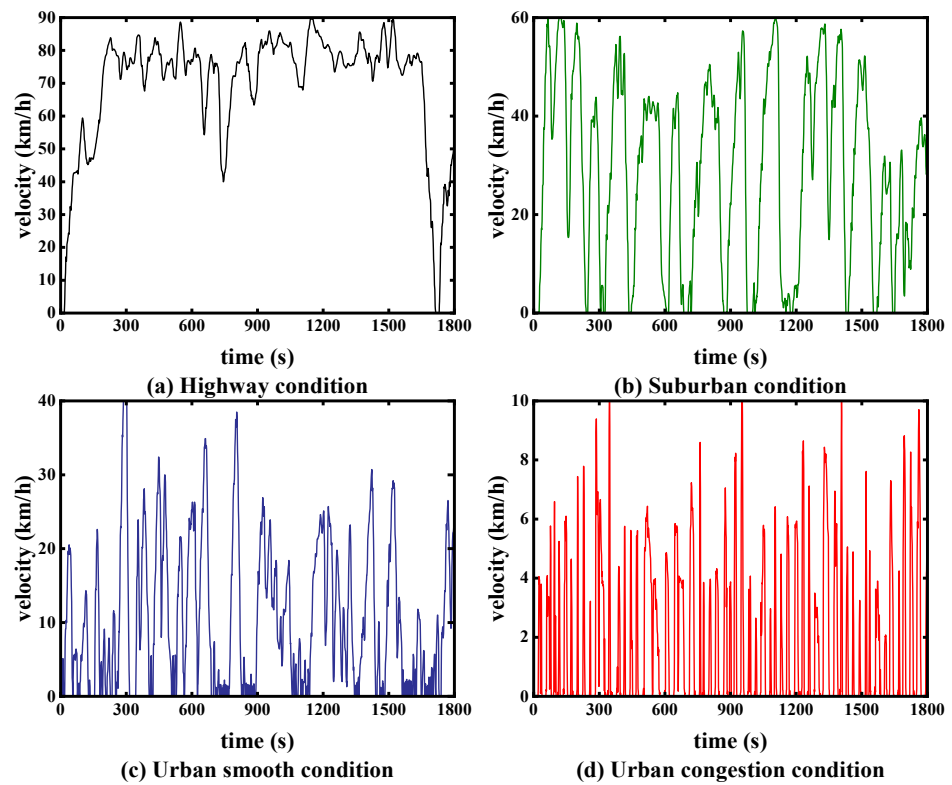 velocity (km/h)
90
80
70
60
50
40
30
20
10
0
0 300 600 900 1200 1500 1800
time (s)
(a) Highway condition
velocity (km/h)
60
40
20
0
0 300 600 900 1200 1500 1800
time (s)
(b) Suburban condition
velocity (km/h)
40
30
20
10
0
0 300 600 900 1200 1500 1800
time (s)
(c) Urban smooth condition
velocity (km/h)
10
8
6
4
2
0
0 300 600 900 1200 1500 1800
time (s)
(d) Urban congestion condition